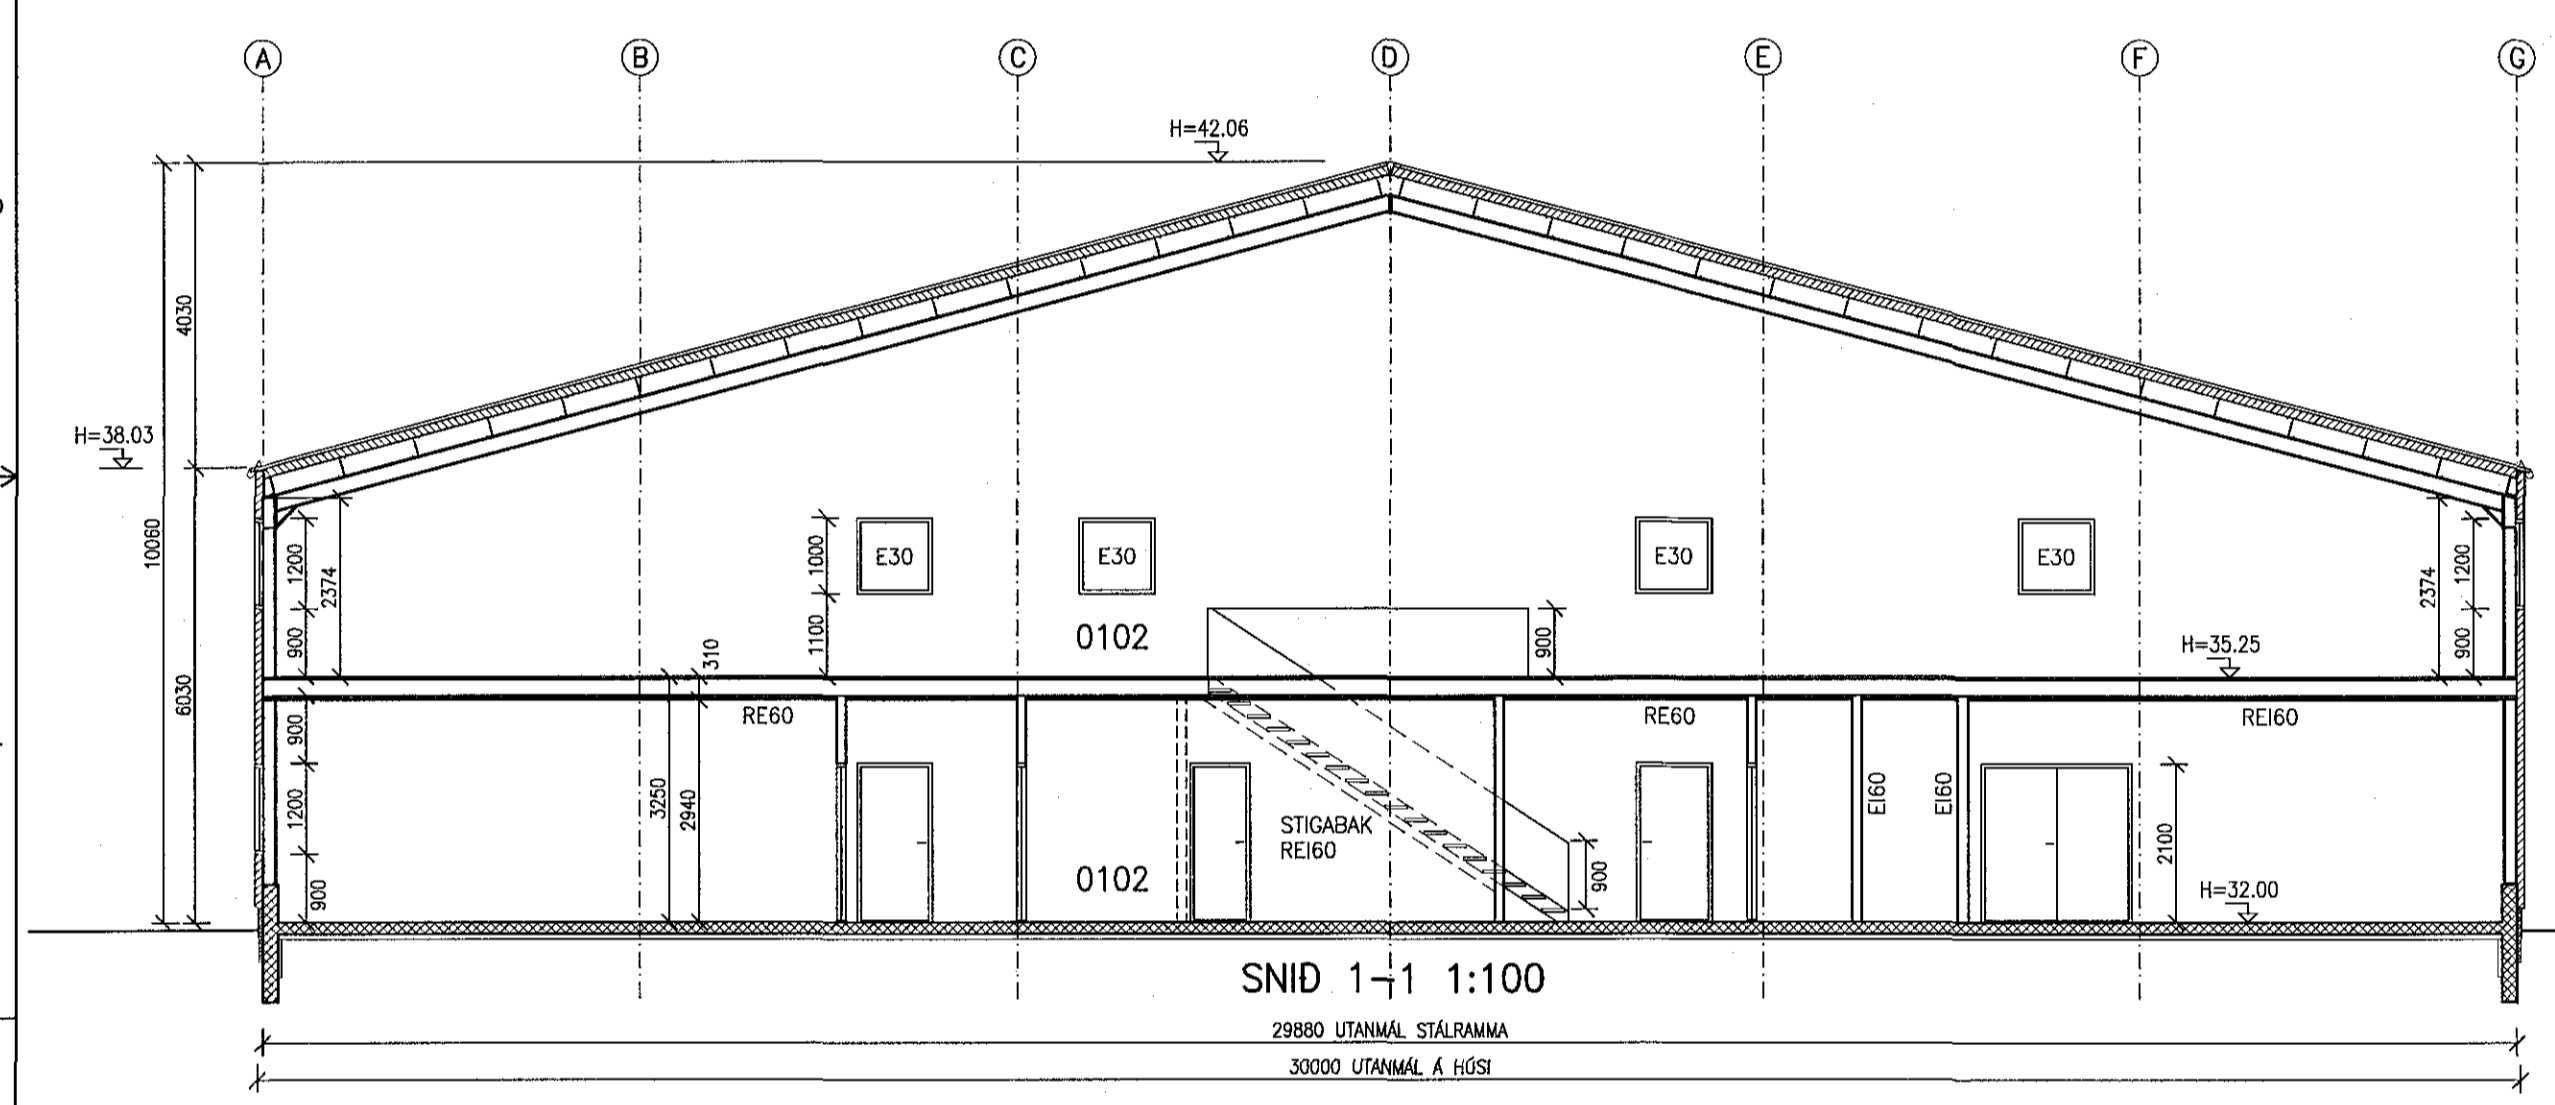 A B C D E F G
H=42.06
H=38.03
4030
10060
6030
1200
2374
900
1000
1100
310
E30 E30 E30 E30
0102
900
H=35.25
2374
1200
900
RE60 RE60 REI60
900
1200
900
3250
2940
STIGABAK
REI60
0102
900
EI60 EI60
2100
H=32.00
SNIÐ 1-1 1:100
29880 UTANMÁL STÁLRAMMA
30000 UTANMÁL Á HÚSI